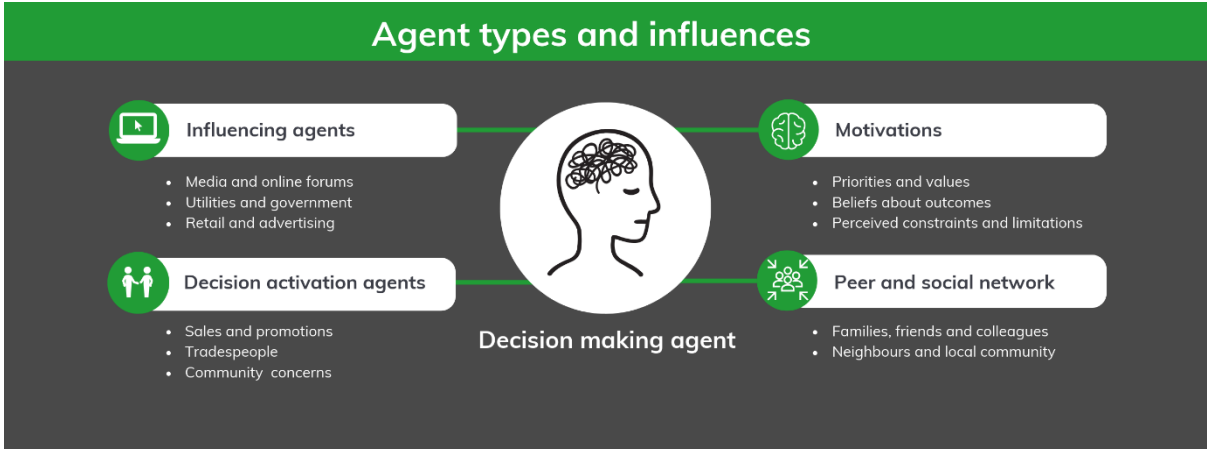 Agent types and influences
Influencing agents
• Media and online forums
• Utilities and government
• Retail and advertising
Decision activation agents
• Sales and promotions
• Tradespeople
• Community  concerns
Decision making agent
Motivations
• Priorities and values
• Beliefs about outcomes
• Perceived constraints and limitations
Peer and social network
• Families, friends and colleagues
• Neighbours and local community